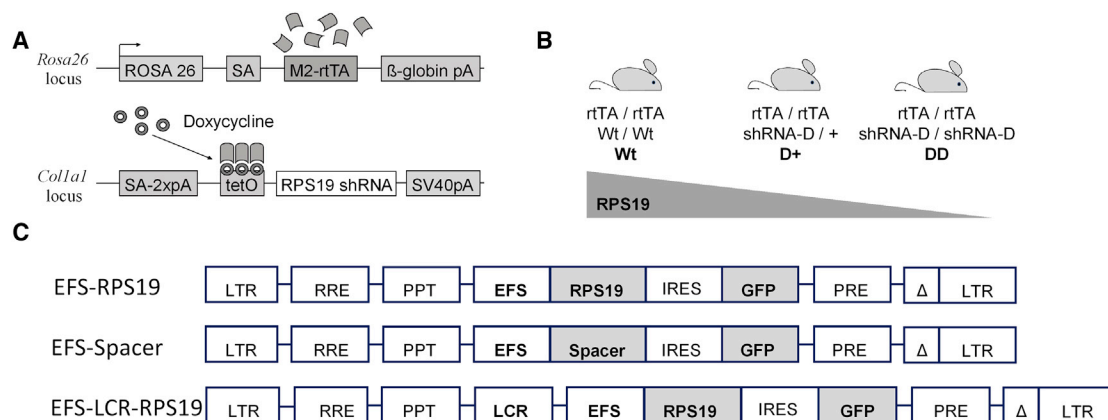 A
Rosa26
locus
ROSA 26 SA M2-rtTA ß-globin pA
Doxycycline
Col1a1
locus
SA-2xpA tetO RPS19 shRNA SV40pA
B
rtTA / rtTA rtTA / rtTA rtTA / rtTA
Wt / Wt shRNA-D / + shRNA-D / shRNA-D
Wt D+ DD
RPS19
C
EFS-RPS19 LTR RRE PPT EFS RPS19 IRES GFP PRE Δ LTR
EFS-Spacer LTR RRE PPT EFS Spacer IRES GFP PRE Δ LTR
EFS-LCR-RPS19 LTR RRE PPT LCR EFS RPS19 IRES GFP PRE Δ LTR